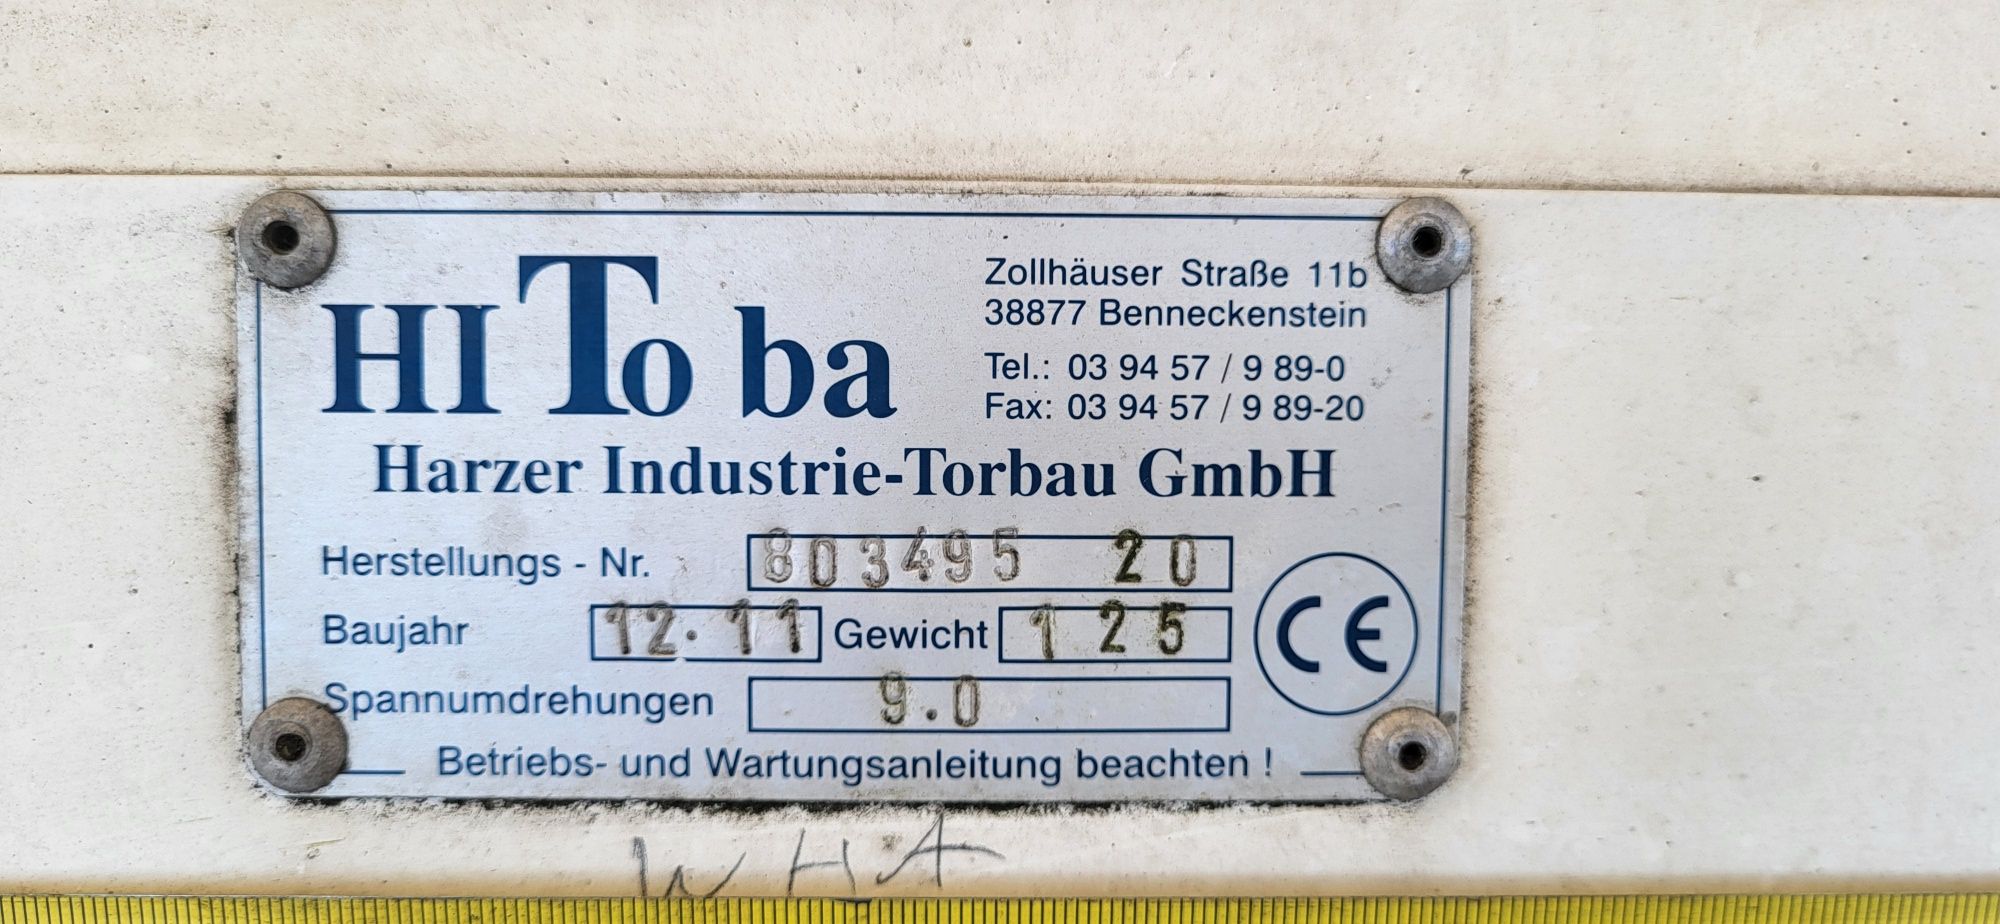 HI To ba
Zollhäuser Straße 11b
38877 Benneckenstein
Tel.: 03 94 57 / 9 89-0
Fax: 03 94 57 / 9 89-20
Harzer Industrie-Torbau GmbH
Herstellungs - Nr. 803495 20
Baujahr 12.11 Gewicht 125
CE
Spannumdrehungen 9.0
Betriebs- und Wartungsanleitung beachten !
WHA